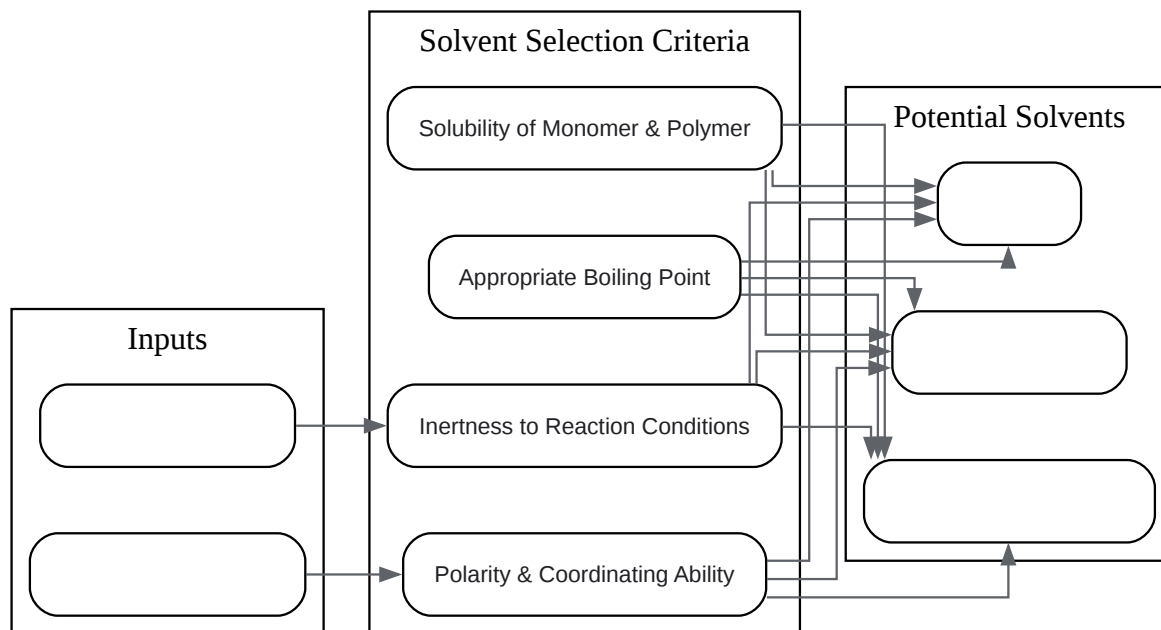 Solvent Selection Criteria
Solubility of Monomer & Polymer
Appropriate Boiling Point
Inertness to Reaction Conditions
Polarity & Coordinating Ability
Potential Solvents
Inputs